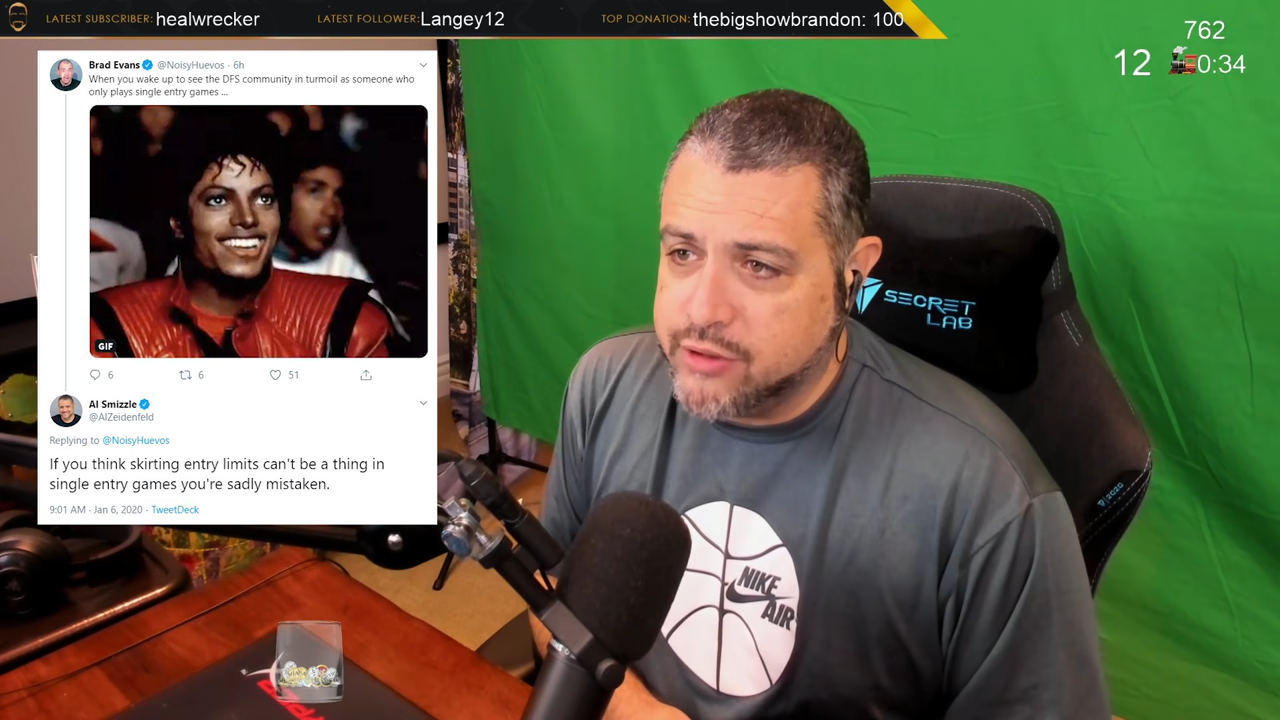 LATEST SUBSCRIBER: healwrecker
LATEST FOLLOWER: Langey12
TOP DONATION: thebigshowbrandon: 100
762
12 0:34
Brad Evans @NoisyHuevos · 6h
When you wake up to see the DFS community in turmoil as someone who
only plays single entry games ...
GIF
6 6 51
Al Smizzle
@AlZeidenfeld
Replying to @NoisyHuevos
If you think skirting entry limits can't be a thing in
single entry games you're sadly mistaken.
9:01 AM · Jan 6, 2020 · TweetDeck
SECRET
LAB
2020
NIKE
AIR